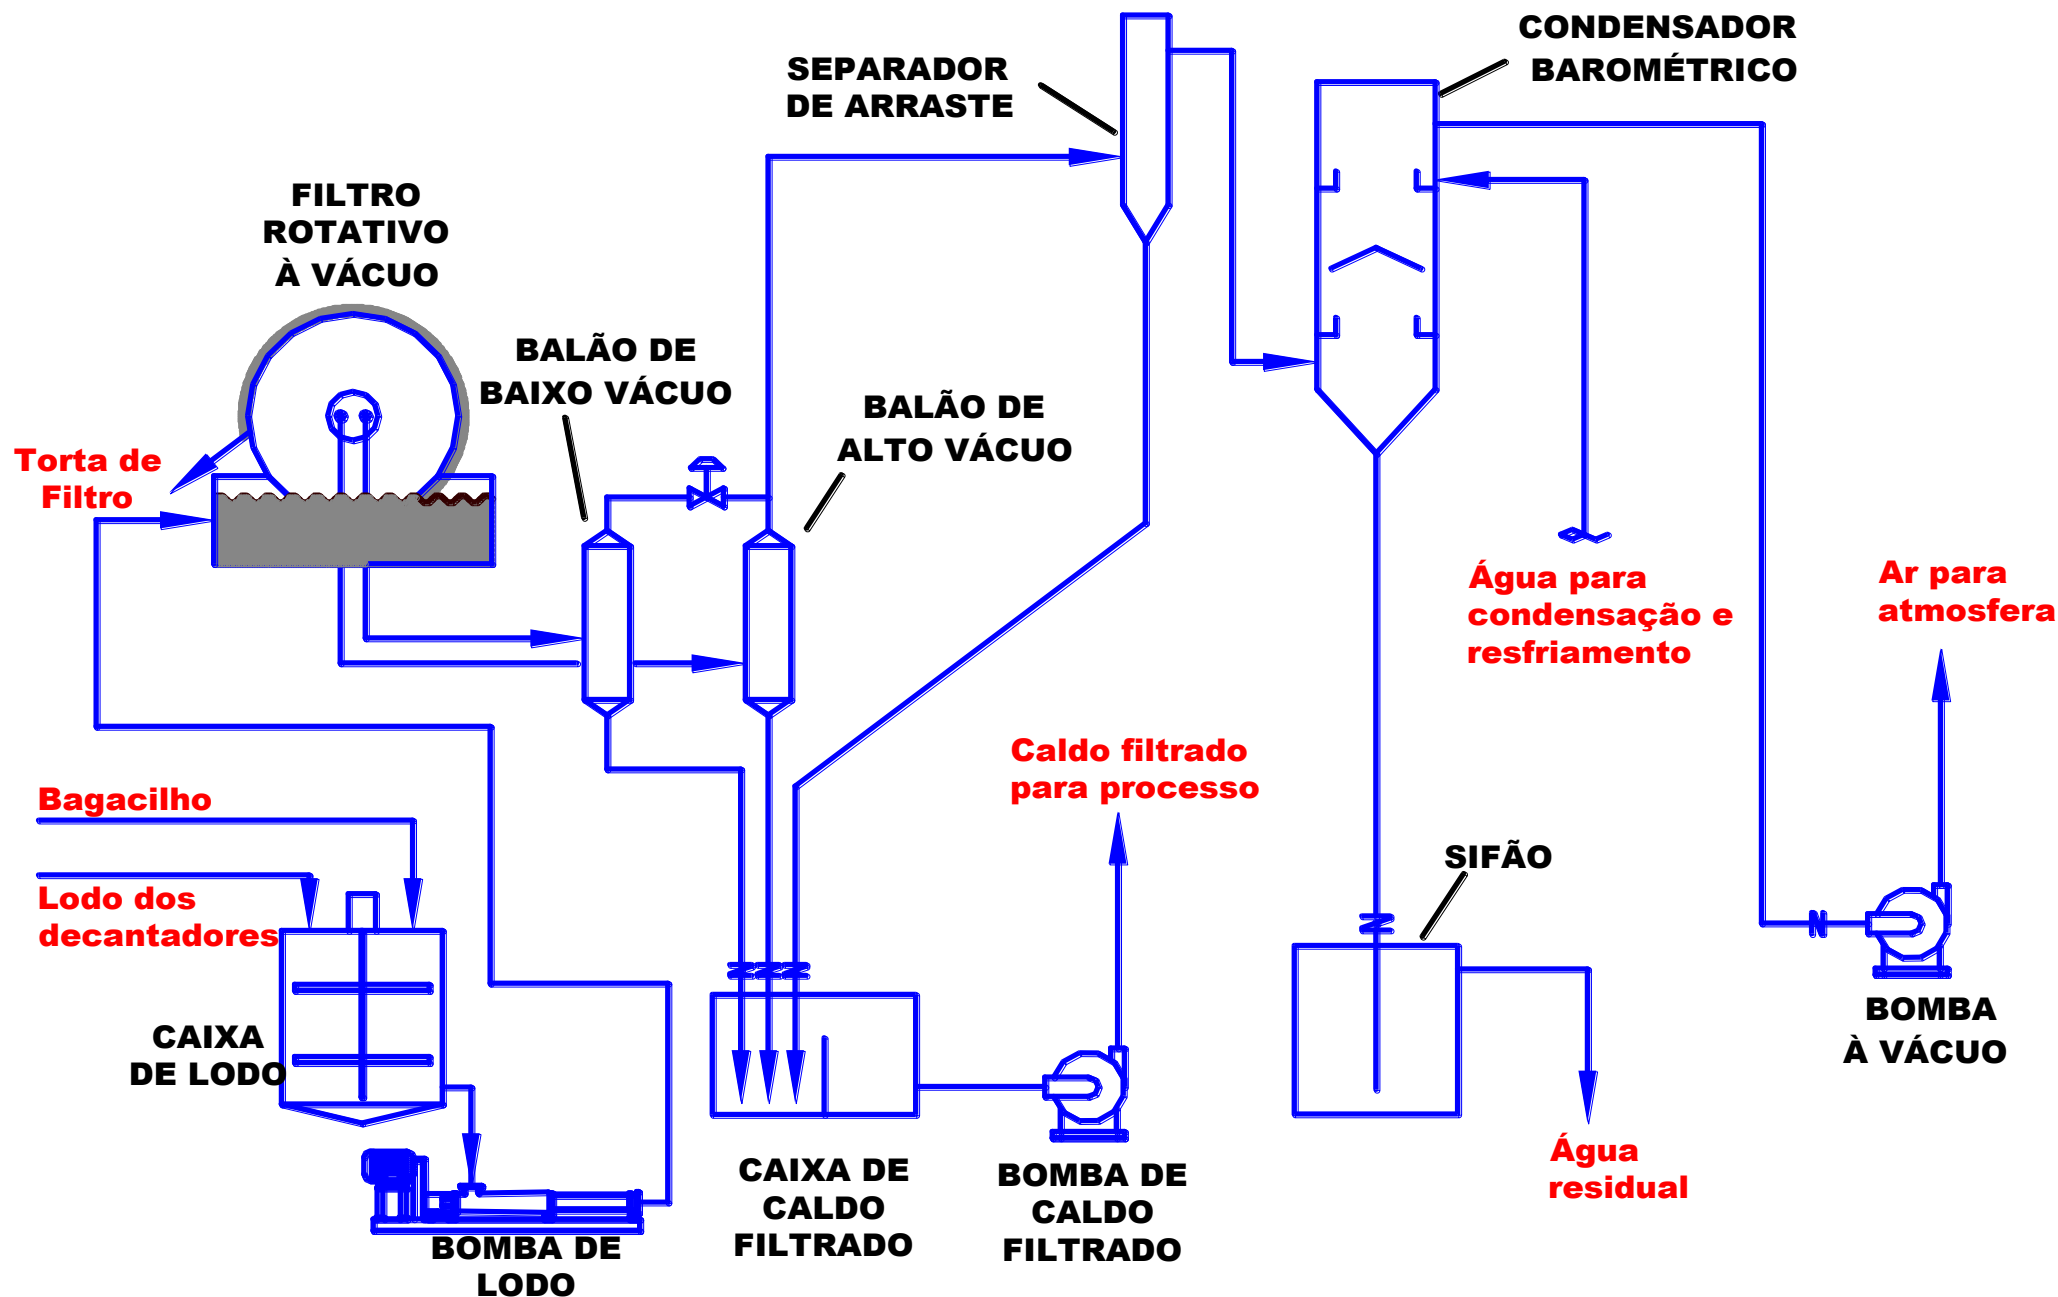 CONDENSADOR
BAROMÉTRICO
SEPARADOR
DE ARRASTE
FILTRO
ROTATIVO
À VÁCUO
BALÃO DE
BAIXO VÁCUO
BALÃO DE
ALTO VÁCUO
Torta de
Filtro
Água para
condensação e
resfriamento
Ar para
atmosfera
Caldo filtrado
para processo
Bagacilho
Lodo dos
decantadores
SIFÃO
CAIXA
DE LODO
BOMBA
À VÁCUO
Água
residual
CAIXA DE
CALDO
FILTRADO
BOMBA DE
CALDO
FILTRADO
BOMBA DE
LODO